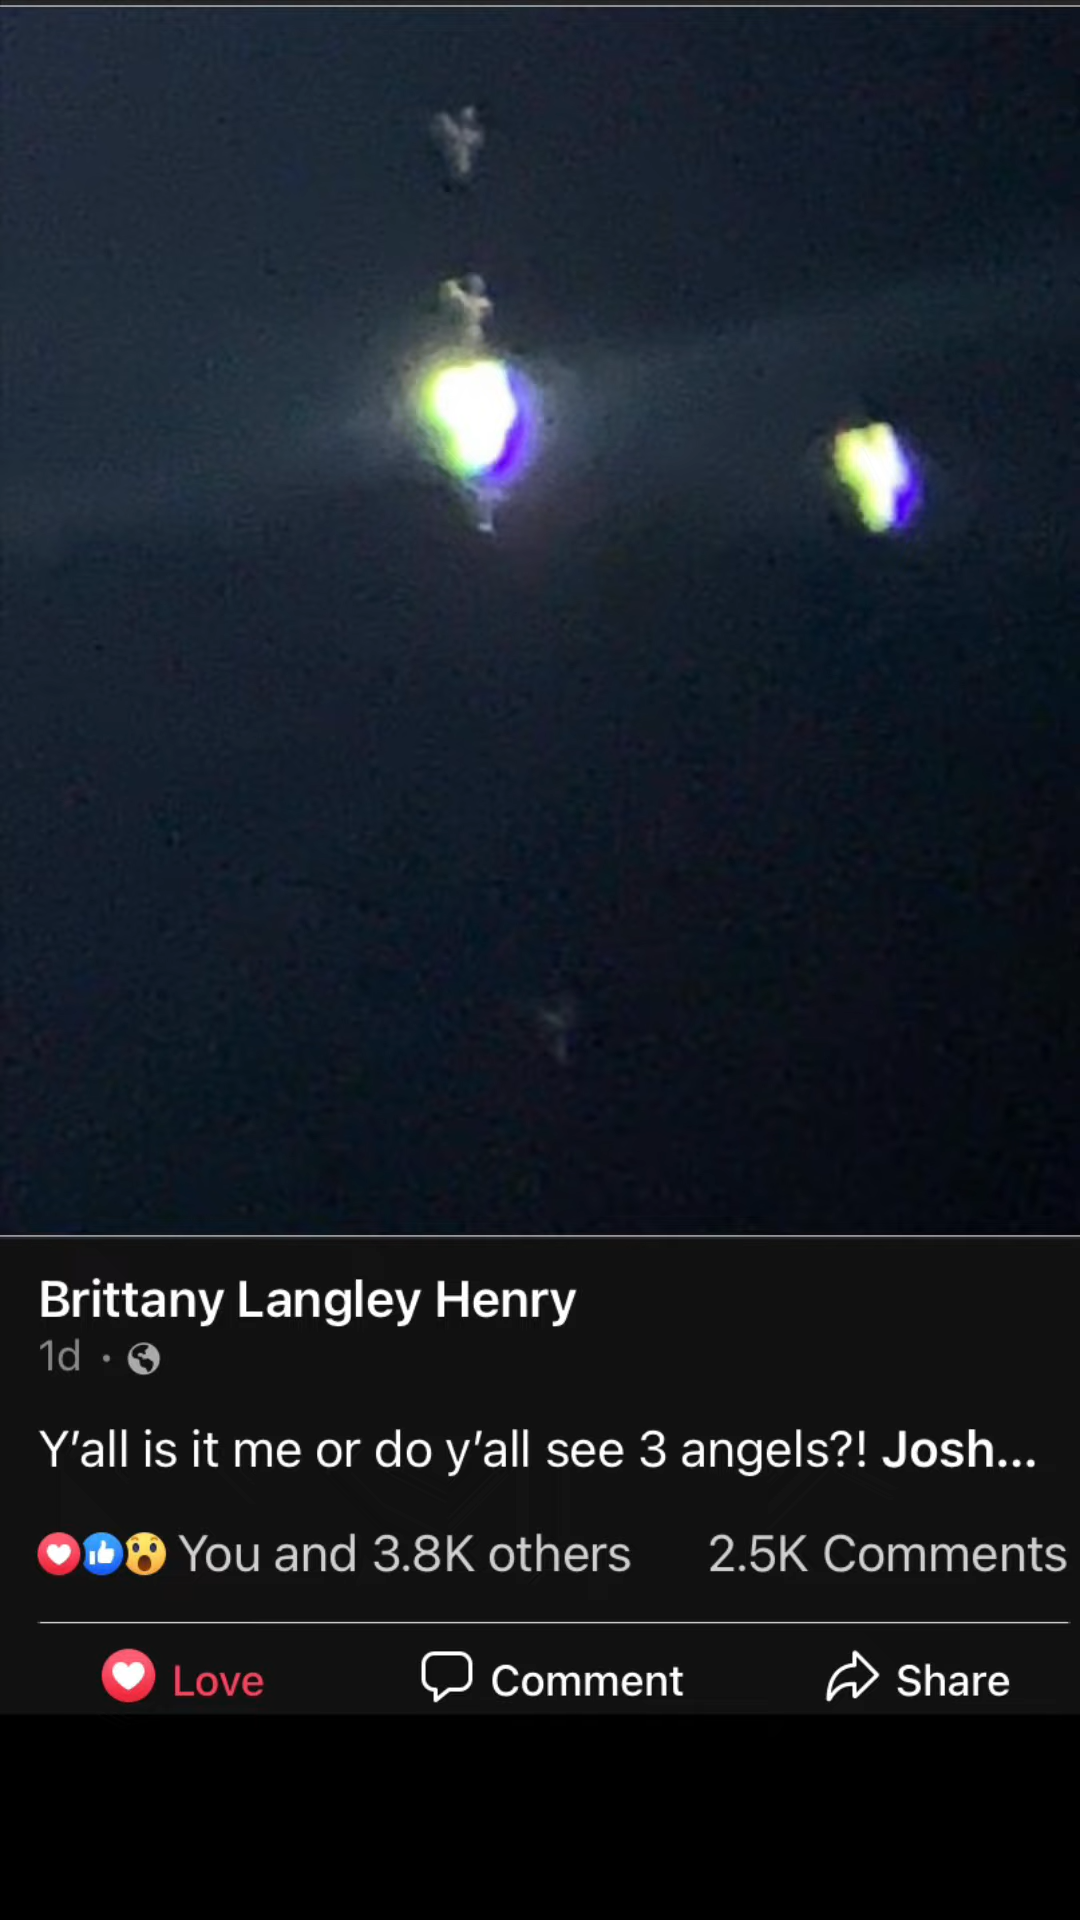 Brittany Langley Henry
1d ·
Y'all is it me or do y'all see 3 angels?! Josh...
You and 3.8K others 2.5K Comments
Love Comment Share